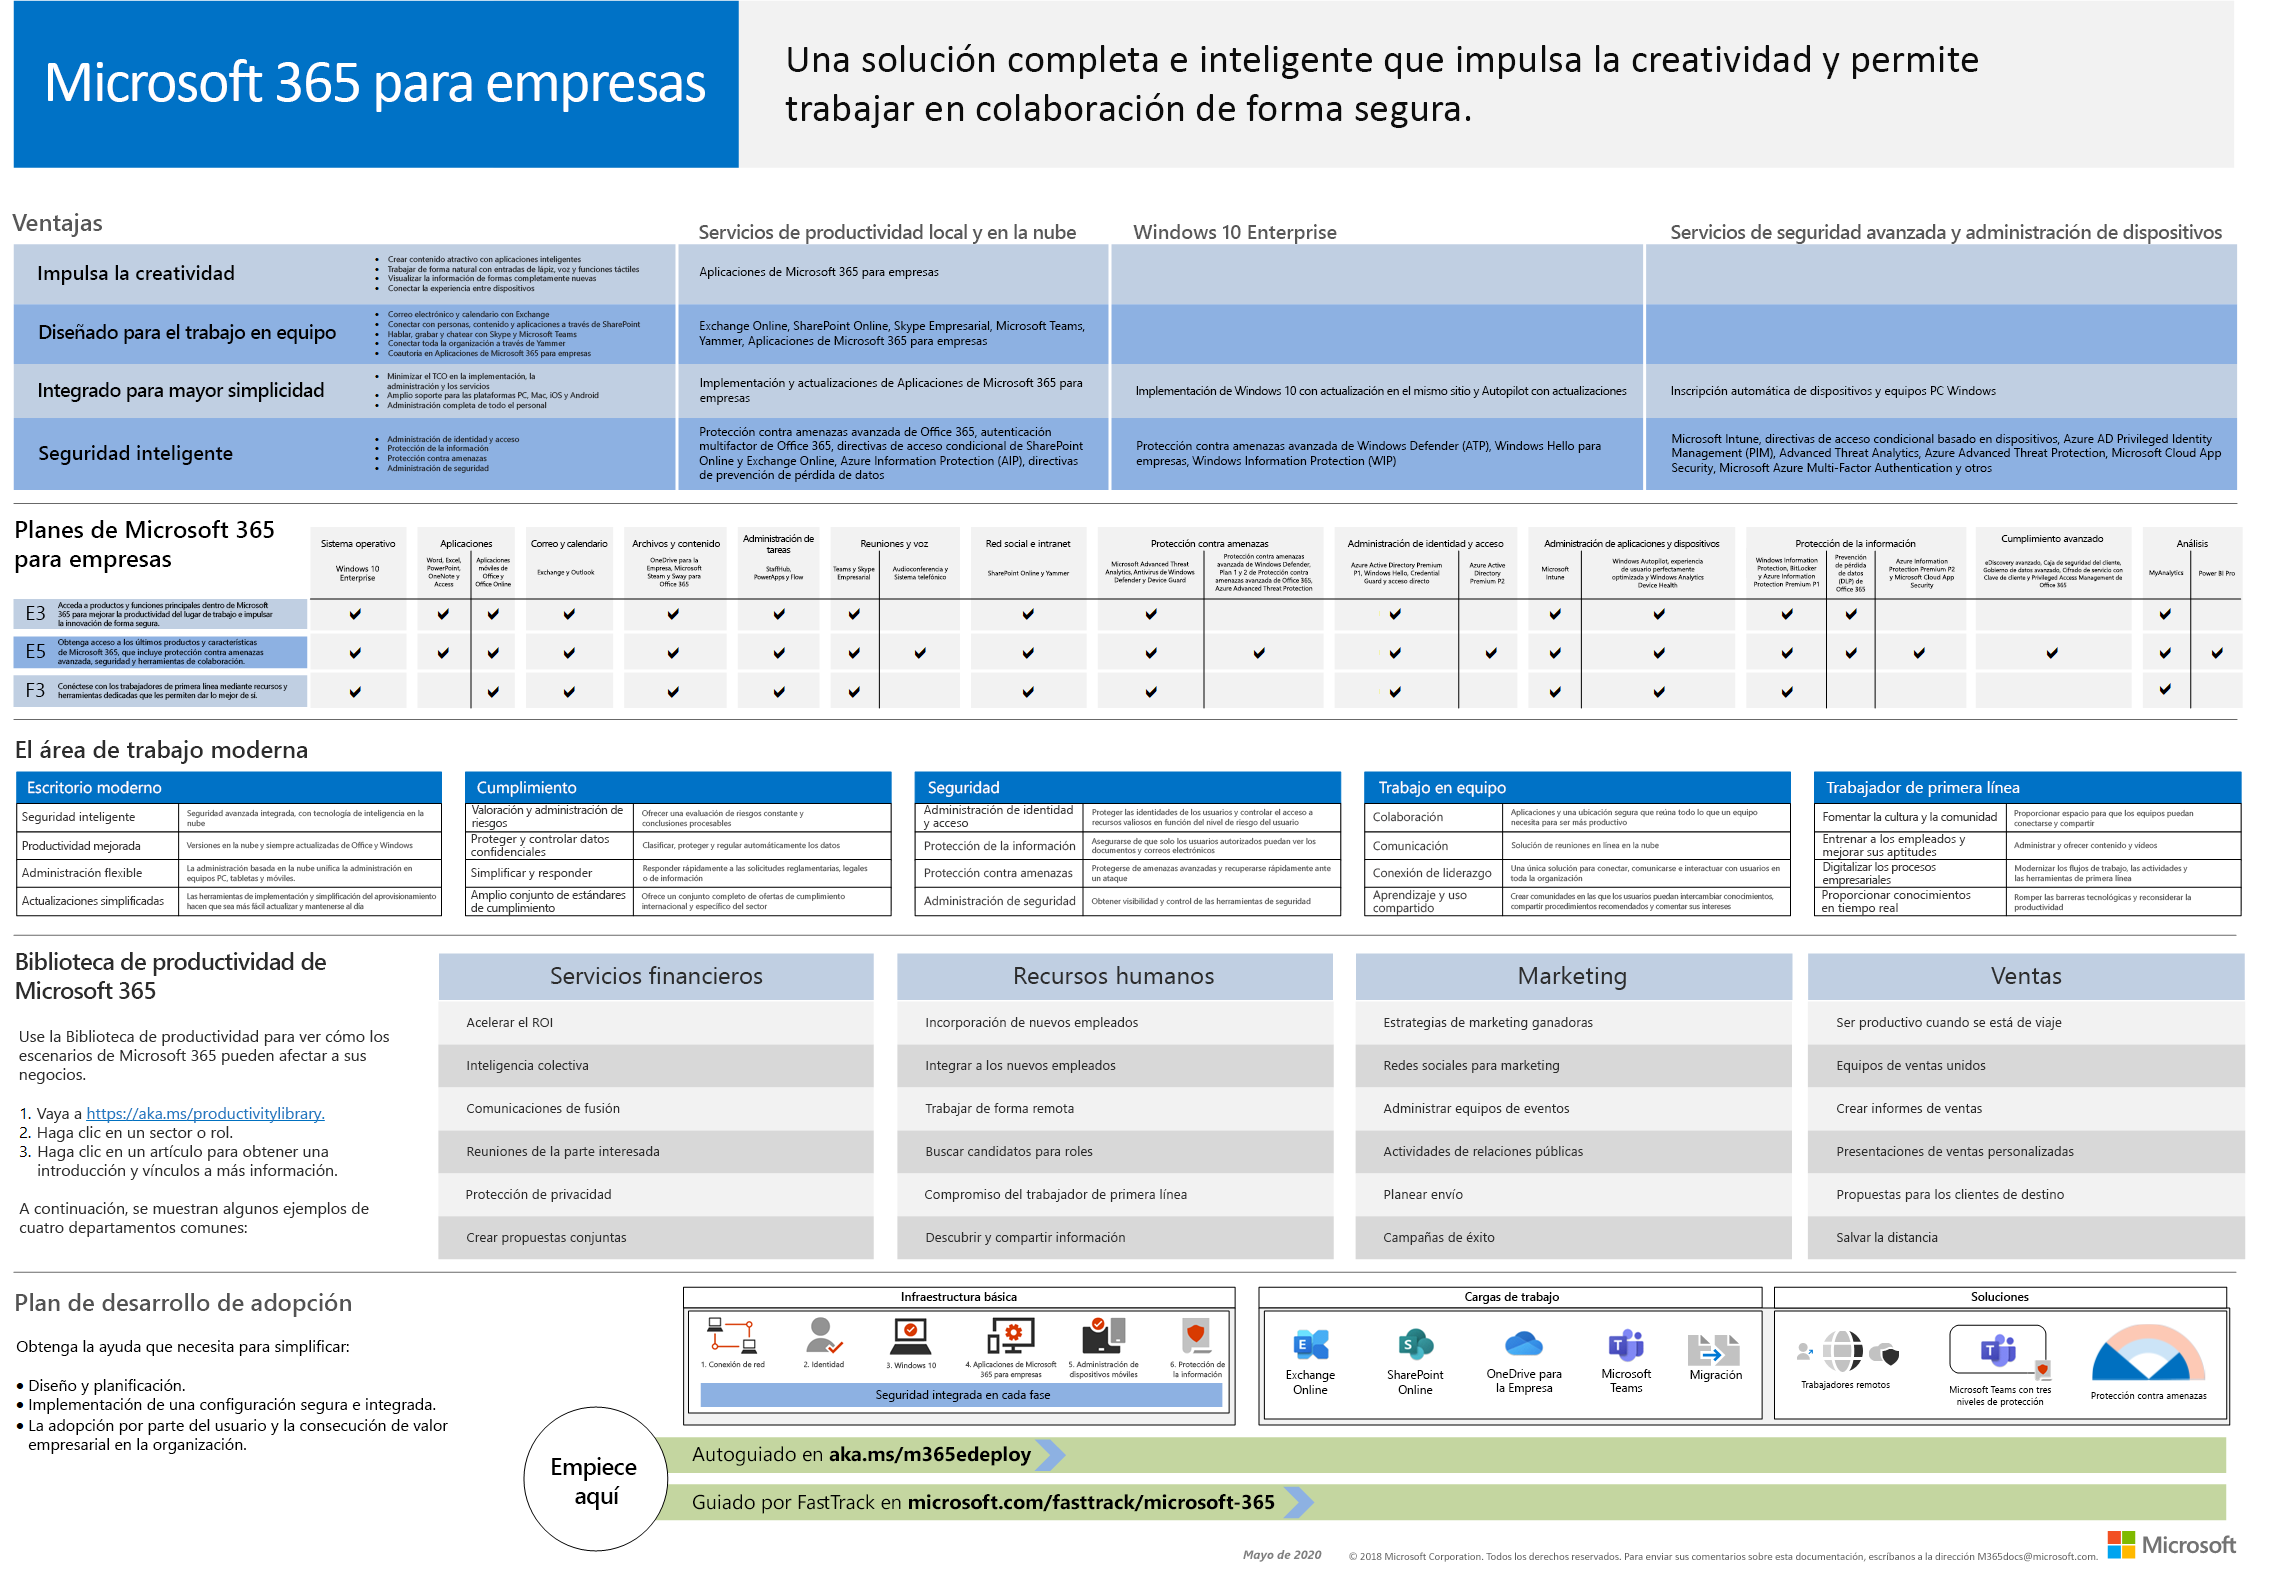 Microsoft 365 para empresas
Una solución completa e inteligente que impulsa la creatividad y permite
trabajar en colaboración de forma segura.
Ventajas
Servicios de productividad local y en la nube
Windows 10 Enterprise
Servicios de seguridad avanzada y administración de dispositivos
Impulsa la creatividad
• Crear contenido atractivo con aplicaciones inteligentes
• Trabajar de forma natural con entradas de lápiz, voz y funciones táctiles
• Visualizar la información de formas completamente nuevas
• Conectar la experiencia entre dispositivos
Aplicaciones de Microsoft 365 para empresas
Diseñado para el trabajo en equipo
• Correo electrónico y calendario con Exchange
• Conectar con personas, contenido y aplicaciones a través de SharePoint
• Hablar, grabar y chatear con Skype y Microsoft Teams
• Conectar toda la organización a través de Yammer
• Coautoría en Aplicaciones de Microsoft 365 para empresas
Exchange Online, SharePoint Online, Skype Empresarial, Microsoft Teams,
Yammer, Aplicaciones de Microsoft 365 para empresas
Integrado para mayor simplicidad
• Minimizar el TCO en la implementación, la
administración y los servicios
• Amplio soporte para las plataformas PC, Mac, iOS y Android
• Administración completa de todo el personal
Implementación y actualizaciones de Aplicaciones de Microsoft 365 para
empresas
Implementación de Windows 10 con actualización en el mismo sitio y Autopilot con actualizaciones
Inscripción automática de dispositivos y equipos PC Windows
Seguridad inteligente
• Administración de identidad y acceso
• Protección de la información
• Protección contra amenazas
• Administración de seguridad
Protección contra amenazas avanzada de Office 365, autenticación
multifactor de Office 365, directivas de acceso condicional de SharePoint
Online y Exchange Online, Azure Information Protection (AIP), directivas
de prevención de pérdida de datos
Protección contra amenazas avanzada de Windows Defender (ATP), Windows Hello para
empresas, Windows Information Protection (WIP)
Microsoft Intune, directivas de acceso condicional basado en dispositivos, Azure AD Privileged Identity
Management (PIM), Advanced Threat Analytics, Azure Advanced Threat Protection, Microsoft Cloud App
Security, Microsoft Azure Multi-Factor Authentication y otros
Planes de Microsoft 365
para empresas
Sistema operativo
Windows 10
Enterprise
Aplicaciones
Word, Excel,
PowerPoint,
OneNote y
Access
Aplicaciones
móviles de
Office y
Office Online
Correo y calendario
Exchange y Outlook
Archivos y contenido
OneDrive para la
Empresa, Microsoft
Steam y Sway para
Office 365
Administración de
tareas
StaffHub,
PowerApps y Flow
Reuniones y voz
Teams y Skype
Empresarial
Audioconferencia y
Sistema telefónico
Red social e intranet
SharePoint Online y Yammer
Protección contra amenazas
Microsoft Advanced Threat
Analytics, Antivirus de Windows
Defender y Device Guard
Protección contra amenazas
avanzada de Windows Defender,
Plan 1 y 2 de Protección contra
amenazas avanzada de Office 365,
Azure Advanced Threat Protection
Administración de identidad y acceso
Azure Active Directory Premium
P1, Windows Hello, Credential
Guard y acceso directo
Azure Active
Directory
Premium P2
Administración de aplicaciones y dispositivos
Microsoft
Intune
Windows Autopilot, experiencia
de usuario perfectamente
optimizada y Windows Analytics
Device Health
Protección de la información
Windows Information
Protection, BitLocker
y Azure Information
Protection Premium P1
Prevención
de pérdida
de datos
(DLP) de
Office 365
Azure Information
Protection Premium P2
y Microsoft Cloud App
Security
Cumplimiento avanzado
eDiscovery avanzado, Caja de seguridad del cliente,
Gobierno de datos avanzado, Cifrado de servicio con
Clave de cliente y Privileged Access Management de
Office 365
Análisis
MyAnalytics
Power BI Pro
E3
Acceda a productos y funciones principales dentro de Microsoft
365 para mejorar la productividad del lugar de trabajo e impulsar
la innovación de forma segura.
E5
Obtenga acceso a los últimos productos y características
de Microsoft 365, que incluye protección contra amenazas
avanzada, seguridad y herramientas de colaboración.
F3
Conéctese con los trabajadores de primera línea mediante recursos y
herramientas dedicadas que les permiten dar lo mejor de sí.
El área de trabajo moderna
Escritorio moderno
Seguridad inteligente
Seguridad avanzada integrada, con tecnología de inteligencia en la
nube
Productividad mejorada
Versiones en la nube y siempre actualizadas de Office y Windows
Administración flexible
La administración basada en la nube unifica la administración en
equipos PC, tabletas y móviles.
Actualizaciones simplificadas
Las herramientas de implementación y simplificación del aprovisionamiento
hacen que sea más fácil actualizar y mantenerse al día
Cumplimiento
Valoración y administración de
riesgos
Ofrecer una evaluación de riesgos constante y
conclusiones procesables
Proteger y controlar datos
confidenciales
Clasificar, proteger y regular automáticamente los datos
Simplificar y responder
Responder rápidamente a las solicitudes reglamentarias, legales
o de información
Amplio conjunto de estándares
de cumplimiento
Ofrece un conjunto completo de ofertas de cumplimiento
internacional y específico del sector
Seguridad
Administración de identidad
y acceso
Proteger las identidades de los usuarios y controlar el acceso a
recursos valiosos en función del nivel de riesgo del usuario
Protección de la información
Asegurarse de que solo los usuarios autorizados puedan ver los
documentos y correos electrónicos
Protección contra amenazas
Protegerse de amenazas avanzadas y recuperarse rápidamente ante
un ataque
Administración de seguridad
Obtener visibilidad y control de las herramientas de seguridad
Trabajo en equipo
Colaboración
Aplicaciones y una ubicación segura que reúna todo lo que un equipo
necesita para ser más productivo
Comunicación
Solución de reuniones en línea en la nube
Conexión de liderazgo
Una única solución para conectar, comunicarse e interactuar con usuarios en
toda la organización
Aprendizaje y uso
compartido
Crear comunidades en las que los usuarios puedan intercambiar conocimientos,
compartir procedimientos recomendados y comentar sus intereses
Trabajador de primera línea
Fomentar la cultura y la comunidad
Proporcionar espacio para que los equipos puedan
conectarse y compartir
Entrenar a los empleados y
mejorar sus aptitudes
Administrar y ofrecer contenido y videos
Digitalizar los procesos
empresariales
Modernizar los flujos de trabajo, las actividades y
las herramientas de primera línea
Proporcionar conocimientos
en tiempo real
Romper las barreras tecnológicas y reconsiderar la
productividad
Biblioteca de productividad de
Microsoft 365
Use la Biblioteca de productividad para ver cómo los
escenarios de Microsoft 365 pueden afectar a sus
negocios.
1. Vaya a https://aka.ms/productivitylibrary.
2. Haga clic en un sector o rol.
3. Haga clic en un artículo para obtener una
introducción y vínculos a más información.
A continuación, se muestran algunos ejemplos de
cuatro departamentos comunes:
Servicios financieros
Acelerar el ROI
Inteligencia colectiva
Comunicaciones de fusión
Reuniones de la parte interesada
Protección de privacidad
Crear propuestas conjuntas
Recursos humanos
Incorporación de nuevos empleados
Integrar a los nuevos empleados
Trabajar de forma remota
Buscar candidatos para roles
Compromiso del trabajador de primera línea
Descubrir y compartir información
Marketing
Estrategias de marketing ganadoras
Redes sociales para marketing
Administrar equipos de eventos
Actividades de relaciones públicas
Planear envío
Campañas de éxito
Ventas
Ser productivo cuando se está de viaje
Equipos de ventas unidos
Crear informes de ventas
Presentaciones de ventas personalizadas
Propuestas para los clientes de destino
Salvar la distancia
Plan de desarrollo de adopción
Obtenga la ayuda que necesita para simplificar:
• Diseño y planificación.
• Implementación de una configuración segura e integrada.
• La adopción por parte del usuario y la consecución de valor
empresarial en la organización.
Infraestructura básica
1. Conexión de red
2. Identidad
3. Windows 10
4. Aplicaciones de Microsoft
365 para empresas
5. Administración de
dispositivos móviles
6. Protección de
la información
Seguridad integrada en cada fase
Cargas de trabajo
Exchange
Online
SharePoint
Online
OneDrive para
la Empresa
Microsoft
Teams
Migración
Soluciones
Trabajadores remotos
Microsoft Teams con tres
niveles de protección
Protección contra amenazas
Empiece
aquí
Autoguiado en aka.ms/m365edeploy
Guiado por FastTrack en microsoft.com/fasttrack/microsoft-365
Mayo de 2020
© 2018 Microsoft Corporation. Todos los derechos reservados. Para enviar sus comentarios sobre esta documentación, escríbanos a la dirección M365docs@microsoft.com.
Microsoft